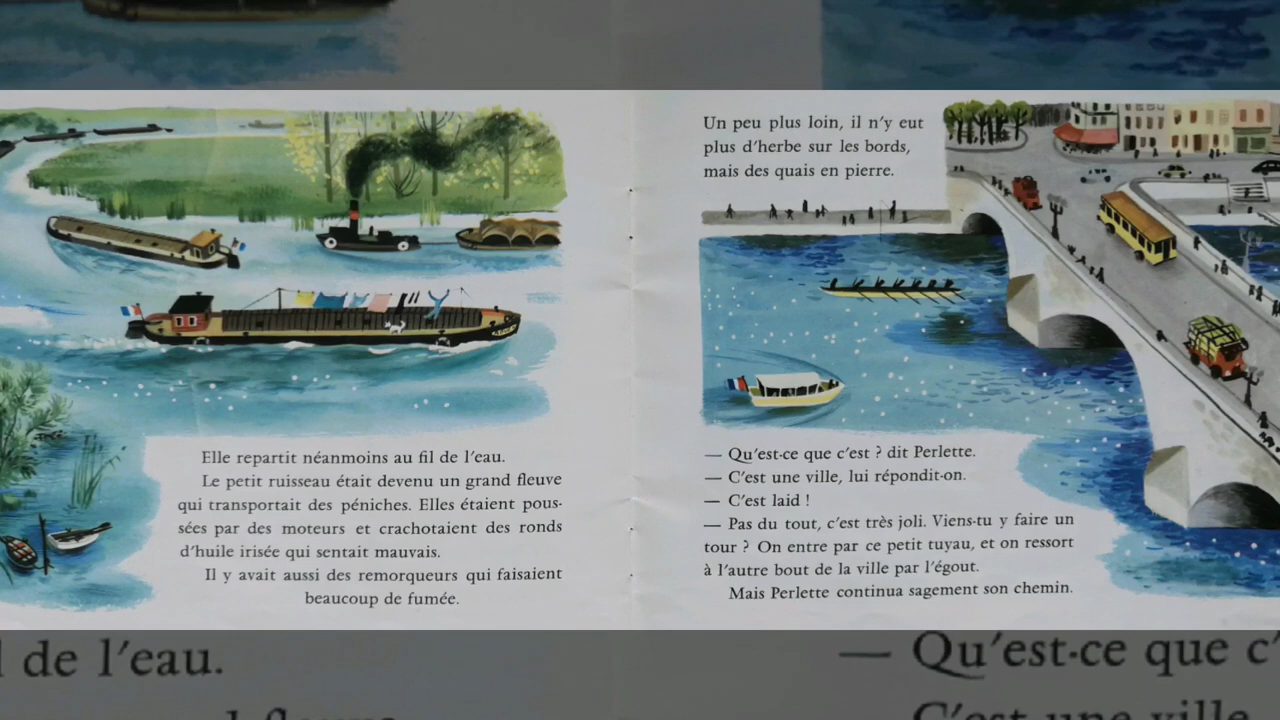 Elle repartit néanmoins au fil de l'eau.
Le petit ruisseau était devenu un grand fleuve
qui transportait des péniches. Elles étaient pous-
sées par des moteurs et crachotaient des ronds
d'huile irisée qui sentait mauvais.
Il y avait aussi des remorqueurs qui faisaient
beaucoup de fumée.
Un peu plus loin, il n'y eut
plus d'herbe sur les bords,
mais des quais en pierre.
— Qu'est-ce que c'est ? dit Perlette.
— C'est une ville, lui répondit-on.
— C'est laid !
— Pas du tout, c'est très joli. Viens-tu y faire un
tour ? On entre par ce petit tuyau, et on ressort
à l'autre bout de la ville par l'égout.
Mais Perlette continua sagement son chemin.
l de l'eau.
— Qu'est-ce que c'